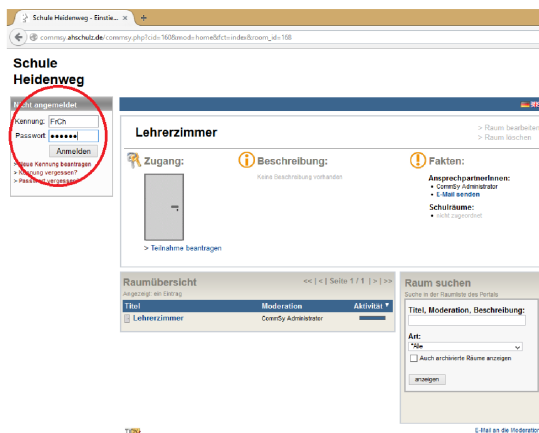 Schule Heidenweg - Einstie... × +
commsy.ahschulz.de/commsy.php?cid=160&mod=home&fct=index&room_id=168
Schule
Heidenweg
Nicht angemeldet
Kennung: FrCh
Passwort ●●●●●●
Anmelden
> Neue Kennung beantragen
> Kennung vergessen?
> Passwort vergessen?
Lehrerzimmer
> Raum bearbeiten
> Raum löschen
Zugang:
> Teilnahme beantragen
Beschreibung:
Keine Beschreibung vorhanden
Fakten:
AnsprechpartnerInnen:
• CommSy Administrator
• E-Mail senden
Schulräume:
• nicht zugeordnet
Raumübersicht << | < | Seite 1 / 1 | > | >>
Angezeigt: ein Eintrag
Titel Moderation Aktivität ▼
Lehrerzimmer CommSy Administrator
Raum suchen
Suche in der Raumliste des Portals
Titel, Moderation, Beschreibung:
Art:
*Alle
Auch archivierte Räume anzeigen
anzeigen
E-Mail an die Moderation